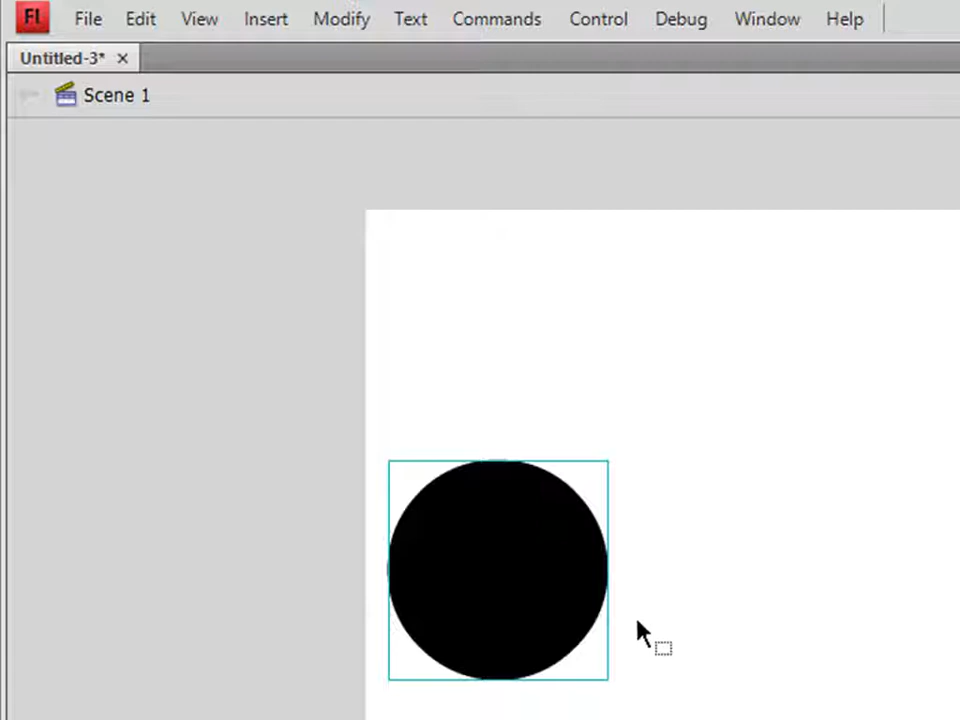 Fl File Edit View Insert Modify Text Commands Control Debug Window Help
Untitled-3*
Scene 1